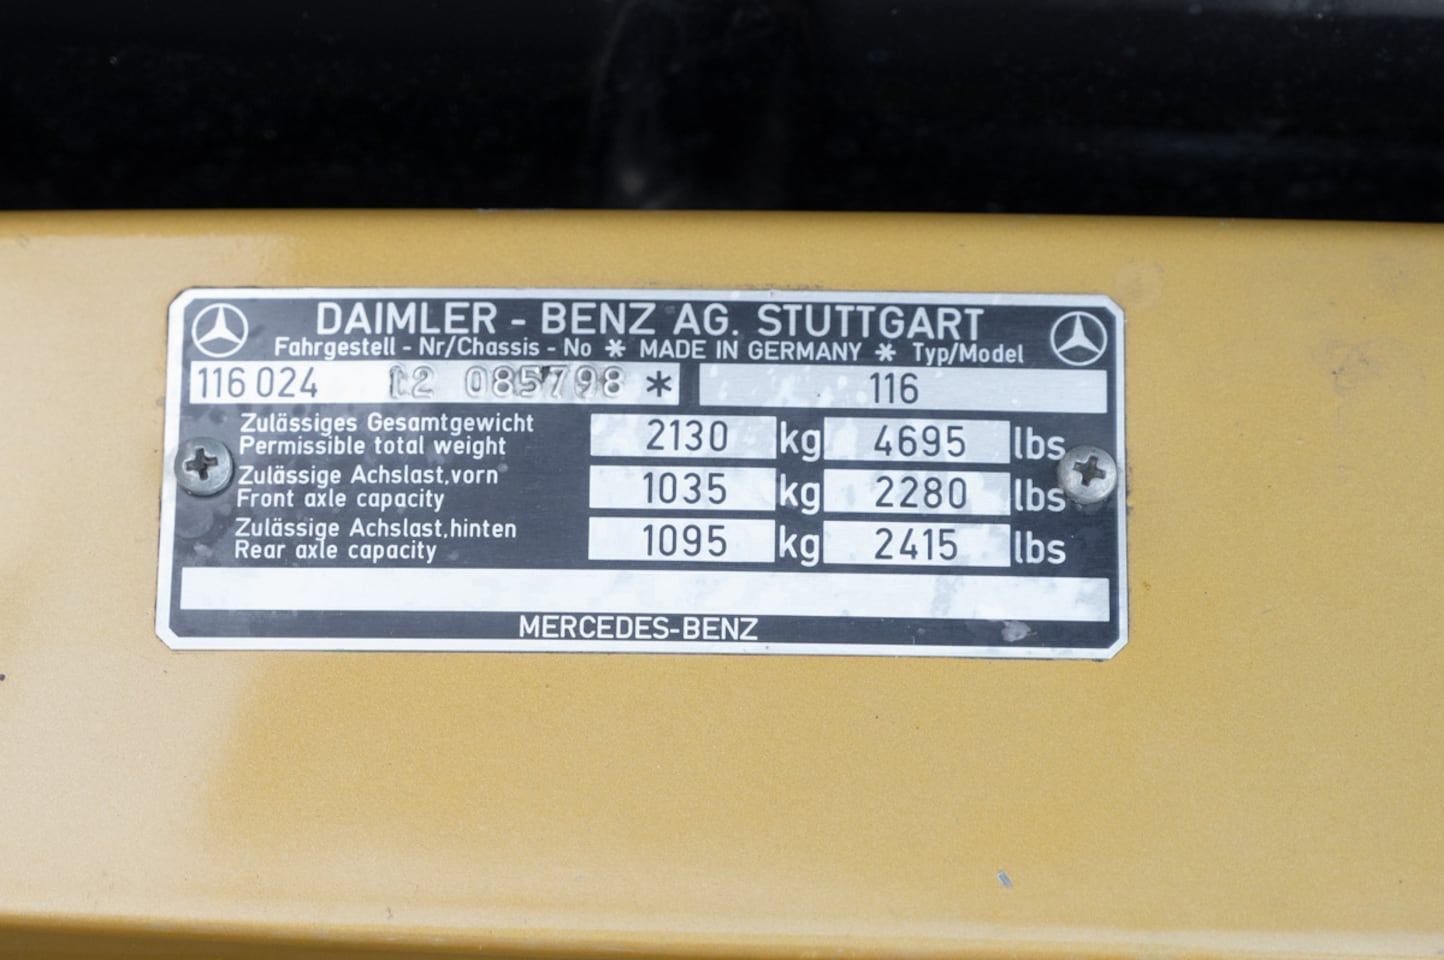 DAIMLER - BENZ AG. STUTTGART
Fahrgestell - Nr/Chassis - No * MADE IN GERMANY * Typ/Model
116 024 12 085798 * 116
Zulässiges Gesamtgewicht
Permissible total weight 2130 kg 4695 lbs
Zulässige Achslast,vorn
Front axle capacity 1035 kg 2280 lbs
Zulässige Achslast,hinten
Rear axle capacity 1095 kg 2415 lbs
MERCEDES-BENZ